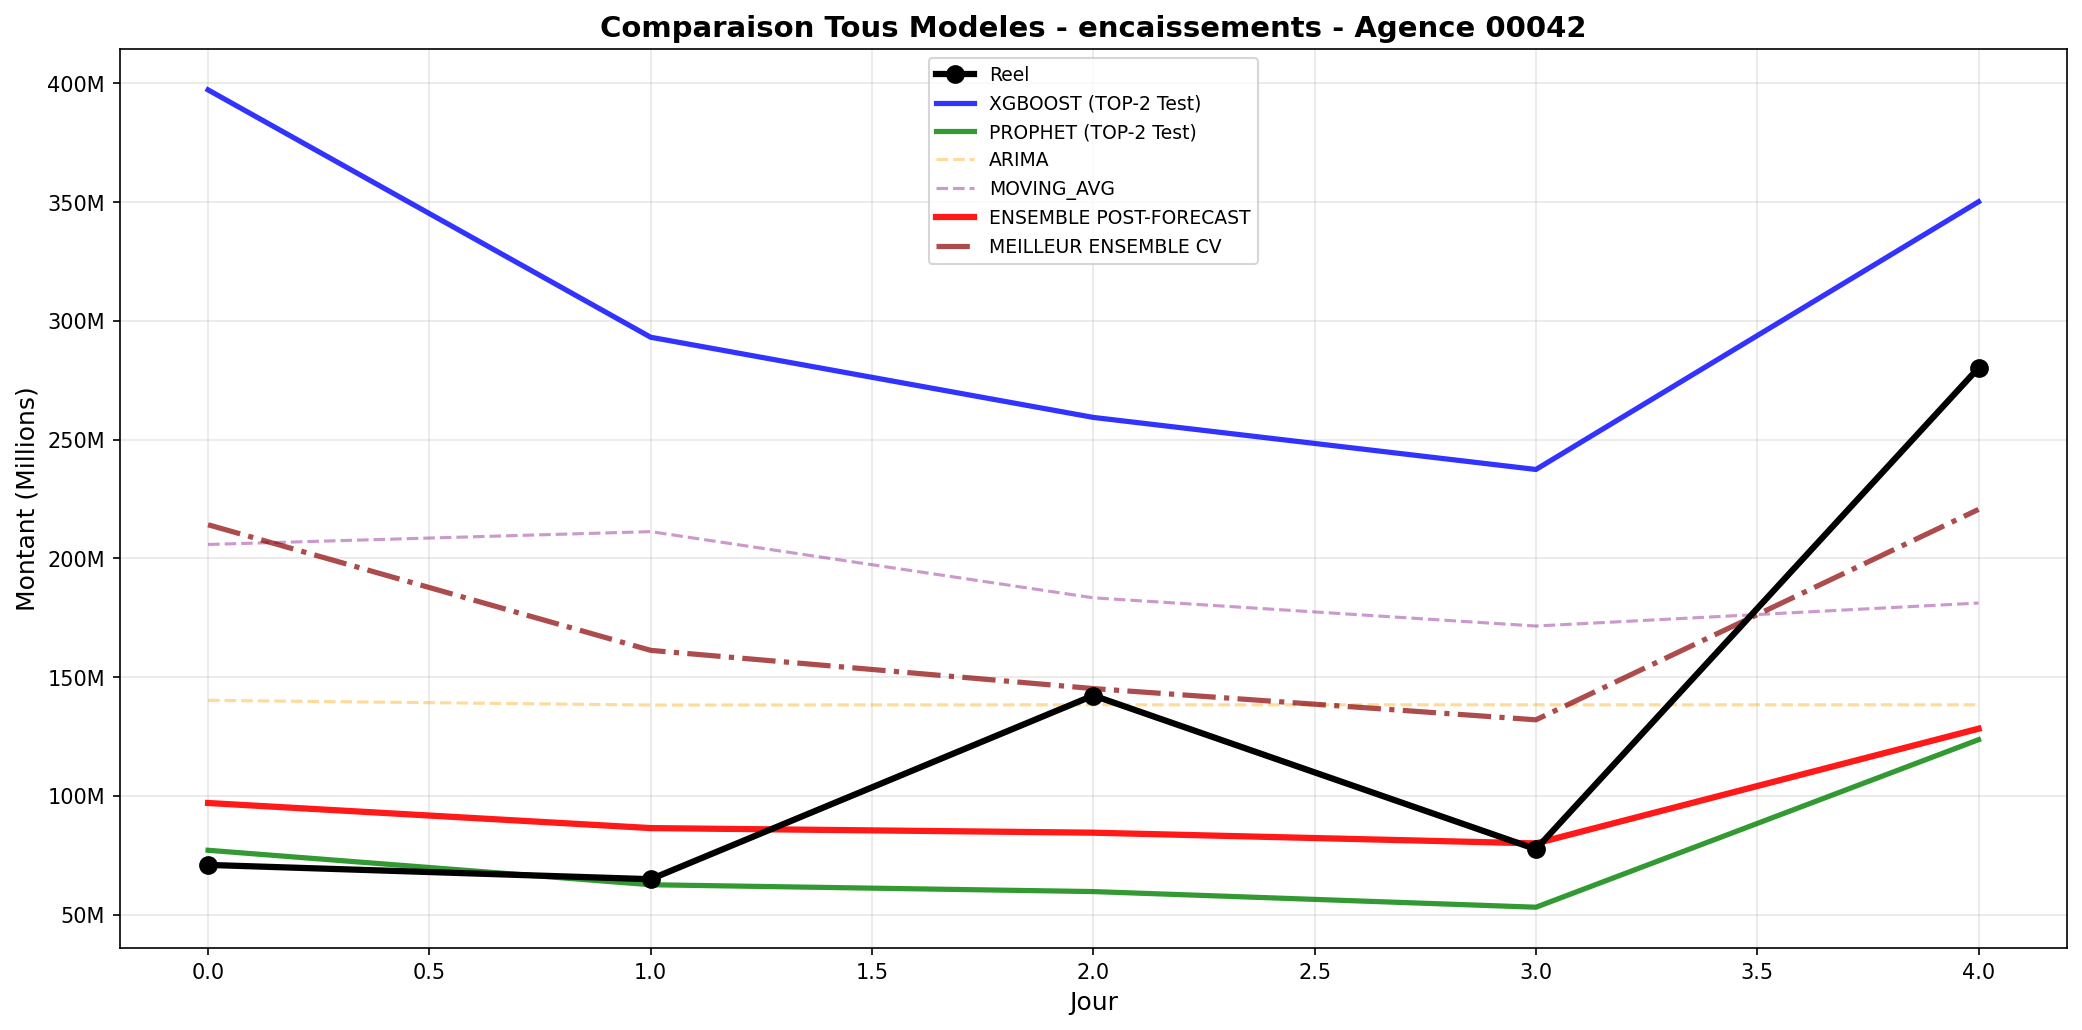 Comparaison Tous Modeles - encaissements - Agence 00042
Reel
XGBOOST (TOP-2 Test)
PROPHET (TOP-2 Test)
ARIMA
MOVING_AVG
ENSEMBLE POST-FORECAST
MEILLEUR ENSEMBLE CV
Montant (Millions)
400M
350M
300M
250M
200M
150M
100M
50M
0.0 0.5 1.0 1.5 2.0 2.5 3.0 3.5 4.0
Jour